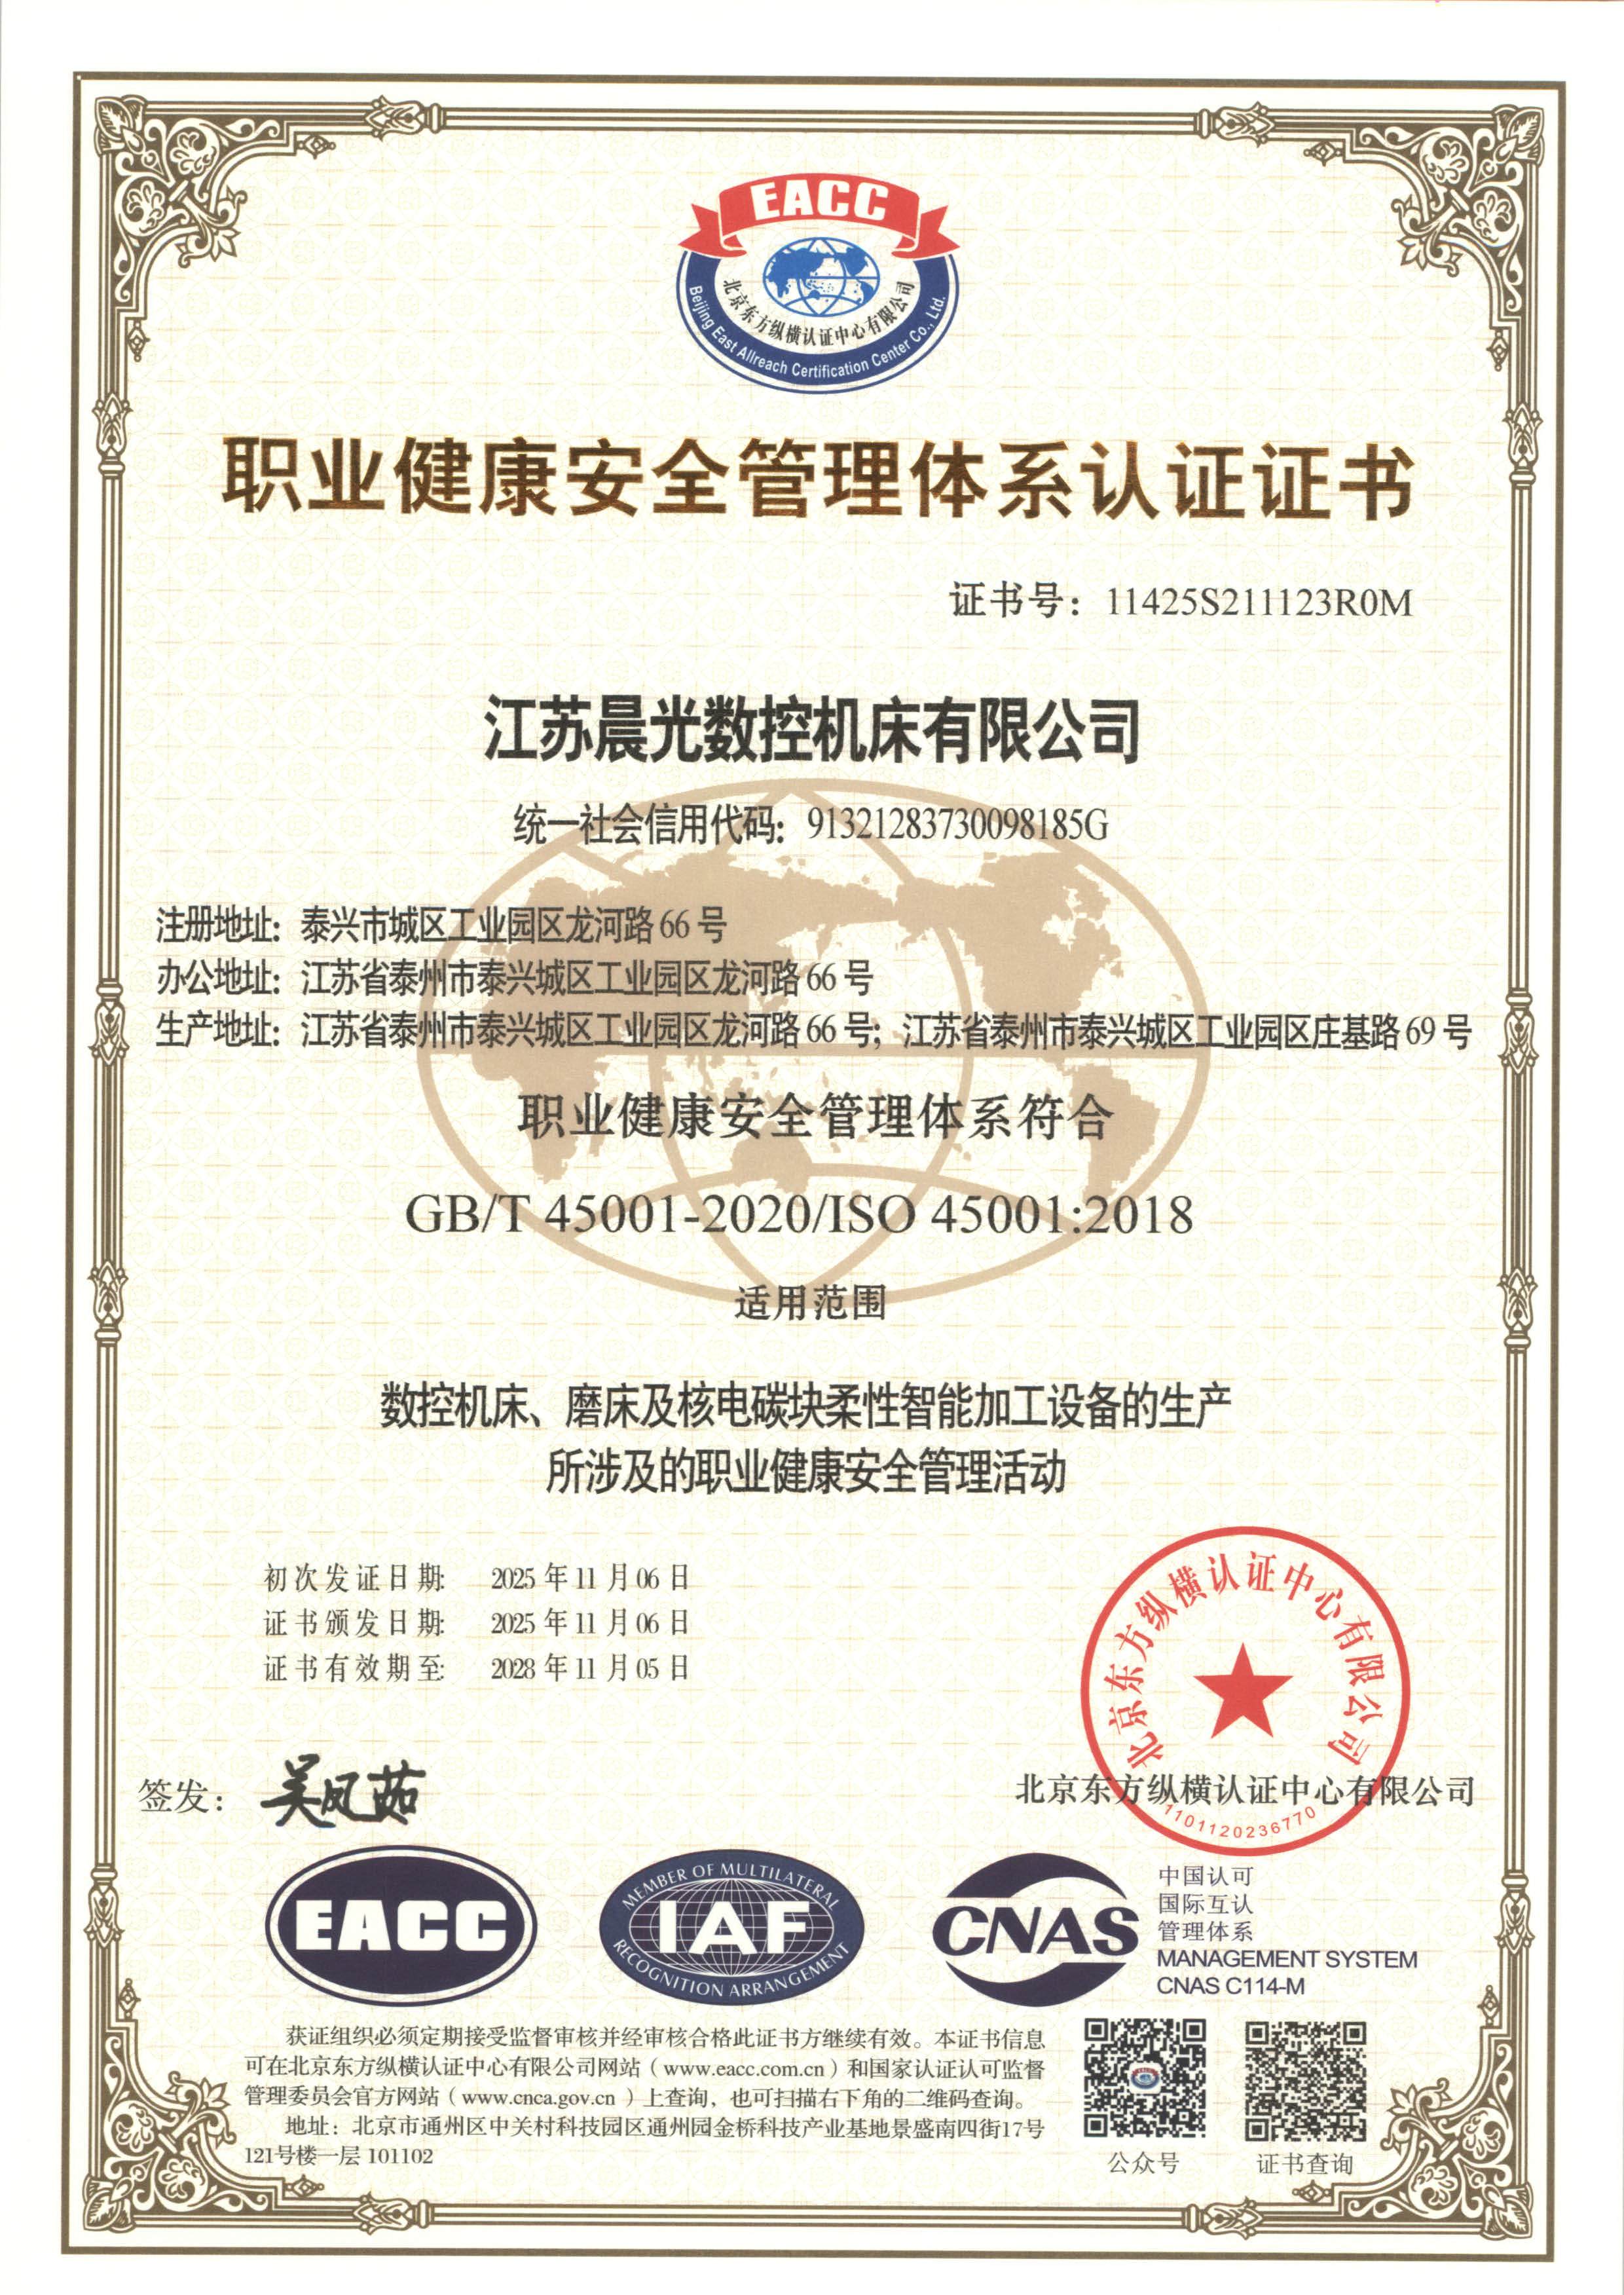 EACC
北京东方纵横认证中心有限公司
Beijing East Allreach Certification Center Co., Ltd.
职业健康安全管理体系认证证书
证书号：11425S211123R0M
江苏晨光数控机床有限公司
统一社会信用代码：91321283730098185G
注册地址：泰兴市城区工业园区龙河路66号
办公地址：江苏省泰州市泰兴城区工业园区龙河路66号
生产地址：江苏省泰州市泰兴城区工业园区龙河路66号；江苏省泰州市泰兴城区工业园区庄基路69号
职业健康安全管理体系符合
GB/T 45001-2020/ISO 45001:2018
适用范围
数控机床、磨床及核电碳块柔性智能加工设备的生产
所涉及的职业健康安全管理活动
初次发证日期: 2025年11月06日
证书颁发日期: 2025年11月06日
证书有效期至: 2028年11月05日
北京东方纵横认证中心有限公司
签发：吴凤茹
北京东方纵横认证中心有限公司
1101120236770
EACC
MEMBER OF MULTILATERAL
IAF
RECOGNITION ARRANGEMENT
CNAS
中国认可
国际互认
管理体系
MANAGEMENT SYSTEM
CNAS C114-M
获证组织必须定期接受监督审核并经审核合格此证书方继续有效。本证书信息
可在北京东方纵横认证中心有限公司网站（www.eacc.com.cn）和国家认证认可监督
管理委员会官方网站（www.cnca.gov.cn）上查询，也可扫描右下角的二维码查询。
地址：北京市通州区中关村科技园区通州园金桥科技产业基地景盛南四街17号
121号楼一层 101102
公众号
证书查询